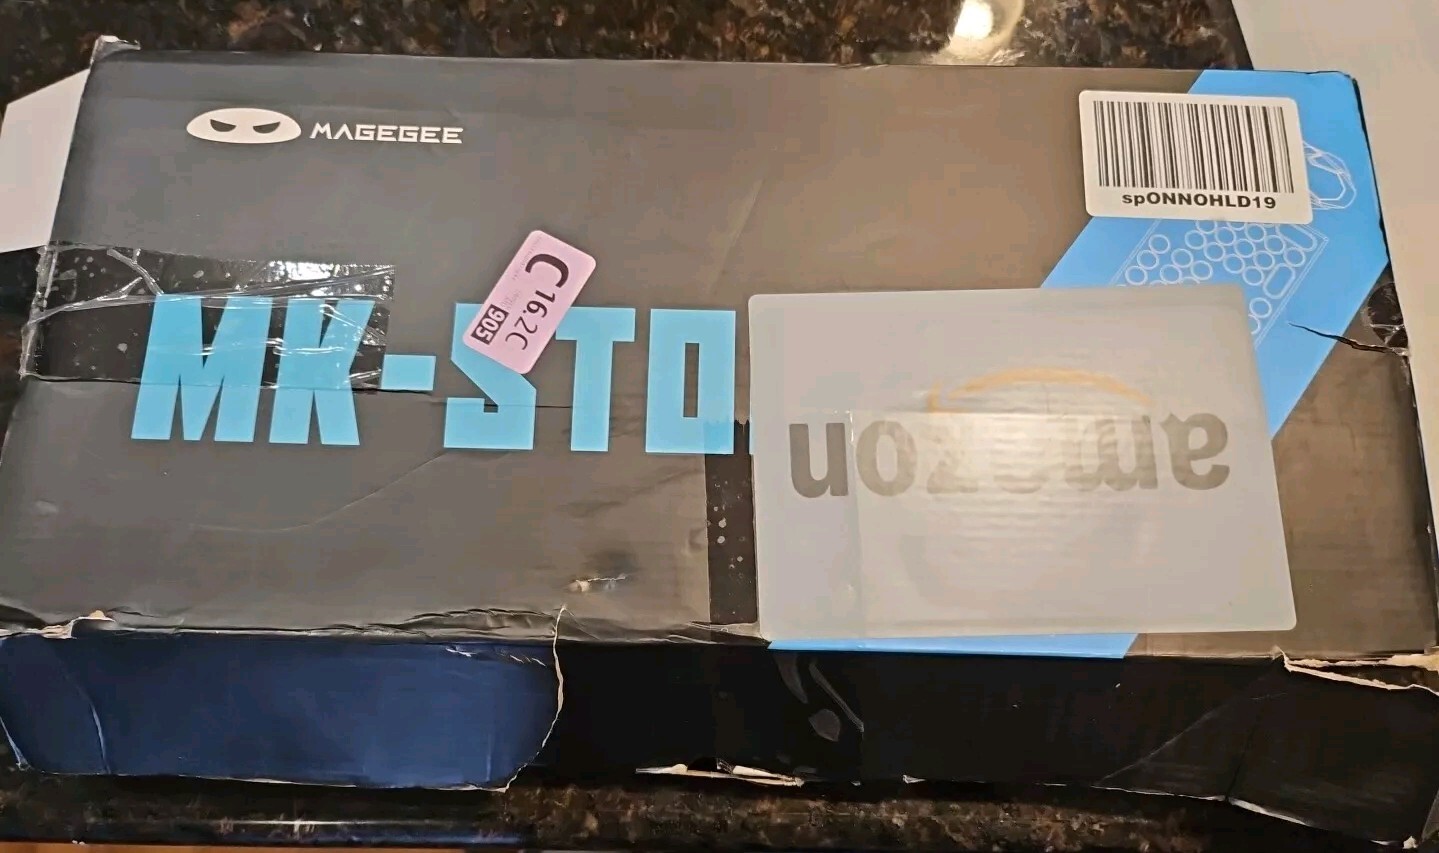 MAGEGEE
spONNOHLD19
C 16.2C
905
MK-STO
amazon